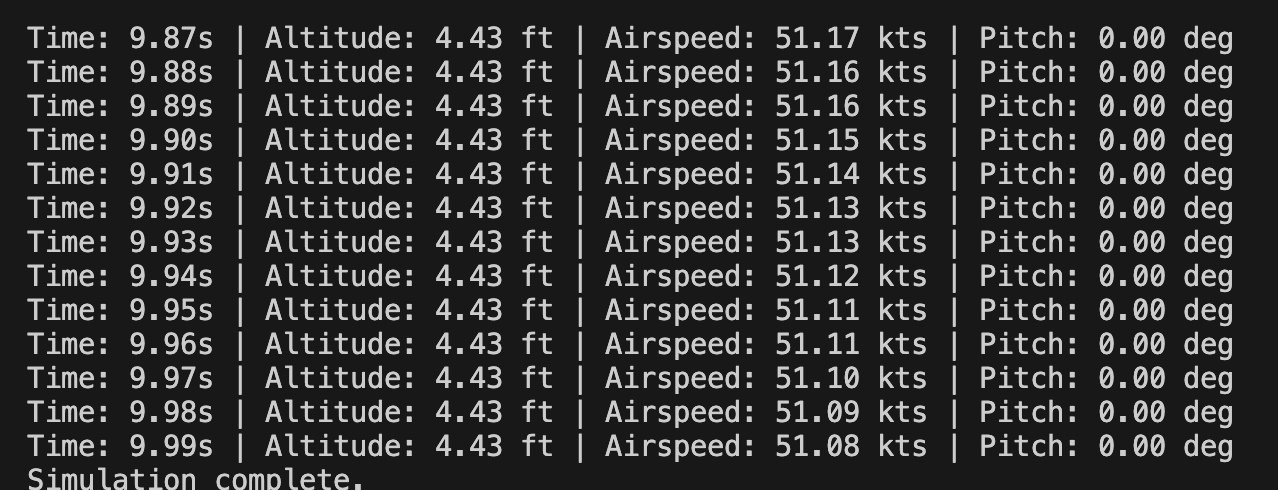 Time: 9.87s | Altitude: 4.43 ft | Airspeed: 51.17 kts | Pitch: 0.00 deg
Time: 9.88s | Altitude: 4.43 ft | Airspeed: 51.16 kts | Pitch: 0.00 deg
Time: 9.89s | Altitude: 4.43 ft | Airspeed: 51.16 kts | Pitch: 0.00 deg
Time: 9.90s | Altitude: 4.43 ft | Airspeed: 51.15 kts | Pitch: 0.00 deg
Time: 9.91s | Altitude: 4.43 ft | Airspeed: 51.14 kts | Pitch: 0.00 deg
Time: 9.92s | Altitude: 4.43 ft | Airspeed: 51.13 kts | Pitch: 0.00 deg
Time: 9.93s | Altitude: 4.43 ft | Airspeed: 51.13 kts | Pitch: 0.00 deg
Time: 9.94s | Altitude: 4.43 ft | Airspeed: 51.12 kts | Pitch: 0.00 deg
Time: 9.95s | Altitude: 4.43 ft | Airspeed: 51.11 kts | Pitch: 0.00 deg
Time: 9.96s | Altitude: 4.43 ft | Airspeed: 51.11 kts | Pitch: 0.00 deg
Time: 9.97s | Altitude: 4.43 ft | Airspeed: 51.10 kts | Pitch: 0.00 deg
Time: 9.98s | Altitude: 4.43 ft | Airspeed: 51.09 kts | Pitch: 0.00 deg
Time: 9.99s | Altitude: 4.43 ft | Airspeed: 51.08 kts | Pitch: 0.00 deg
Simulation complete.